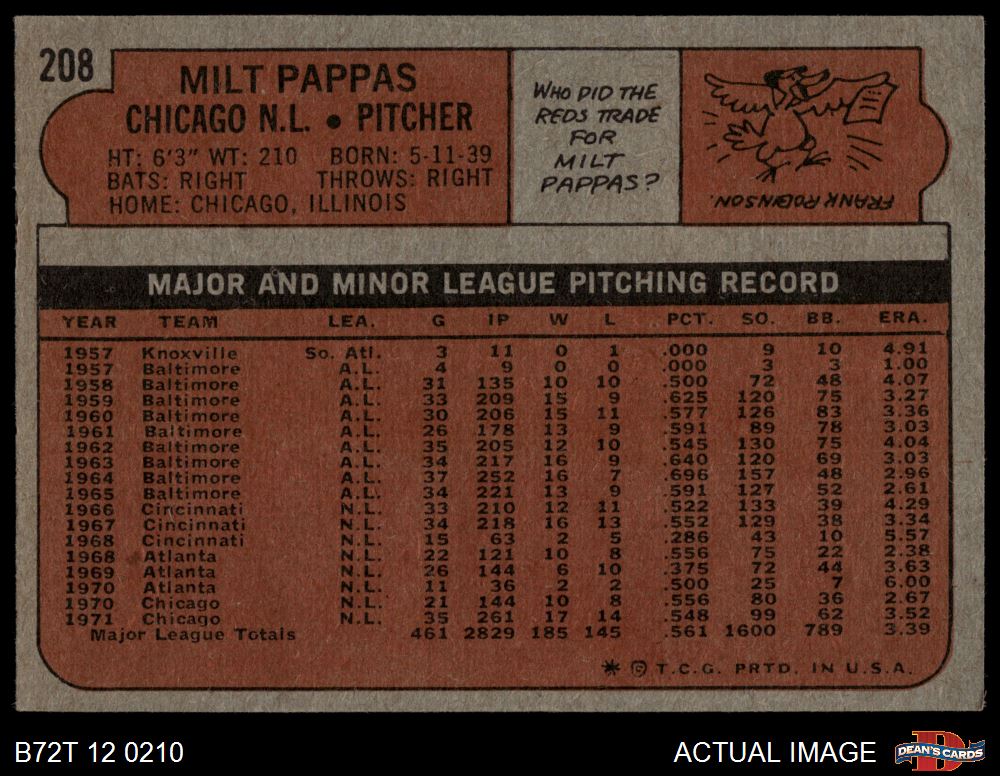 208
MILT PAPPAS
CHICAGO N.L. • PITCHER
HT: 6'3" WT: 210 BORN: 5-11-39
BATS: RIGHT THROWS: RIGHT
HOME: CHICAGO, ILLINOIS
WHO DID THE
REDS TRADE
FOR
MILT
PAPPAS?
FRANK ROBINSON.
MAJOR AND MINOR LEAGUE PITCHING RECORD
YEAR TEAM LEA. G IP W L PCT. SO. BB. ERA.
1957 Knoxville So. Atl. 3 11 0 1 .000 9 10 4.91
1957 Baltimore A.L. 4 9 0 0 .000 3 3 1.00
1958 Baltimore A.L. 31 135 10 10 .500 72 48 4.07
1959 Baltimore A.L. 33 209 15 9 .625 120 75 3.27
1960 Baltimore A.L. 30 206 15 11 .577 126 83 3.36
1961 Baltimore A.L. 26 178 13 9 .591 89 78 3.03
1962 Baltimore A.L. 35 205 12 10 .545 130 75 4.04
1963 Baltimore A.L. 34 217 16 9 .640 120 69 3.03
1964 Baltimore A.L. 37 252 16 7 .696 157 48 2.96
1965 Baltimore A.L. 34 221 13 9 .591 127 52 2.61
1966 Cincinnati N.L. 33 210 12 11 .522 133 39 4.29
1967 Cincinnati N.L. 34 218 16 13 .552 129 38 3.34
1968 Cincinnati N.L. 15 63 2 5 .286 43 10 5.57
1968 Atlanta N.L. 22 121 10 8 .556 75 22 2.38
1969 Atlanta N.L. 26 144 6 10 .375 72 44 3.63
1970 Atlanta N.L. 11 36 2 2 .500 25 7 6.00
1970 Chicago N.L. 21 144 10 8 .556 80 36 2.67
1971 Chicago N.L. 35 261 17 14 .548 99 62 3.52
Major League Totals 461 2829 185 145 .561 1600 789 3.39
* © T.C.G. PRTD. IN U.S.A.
B72T 12 0210
ACTUAL IMAGE
DEAN'S CARDS